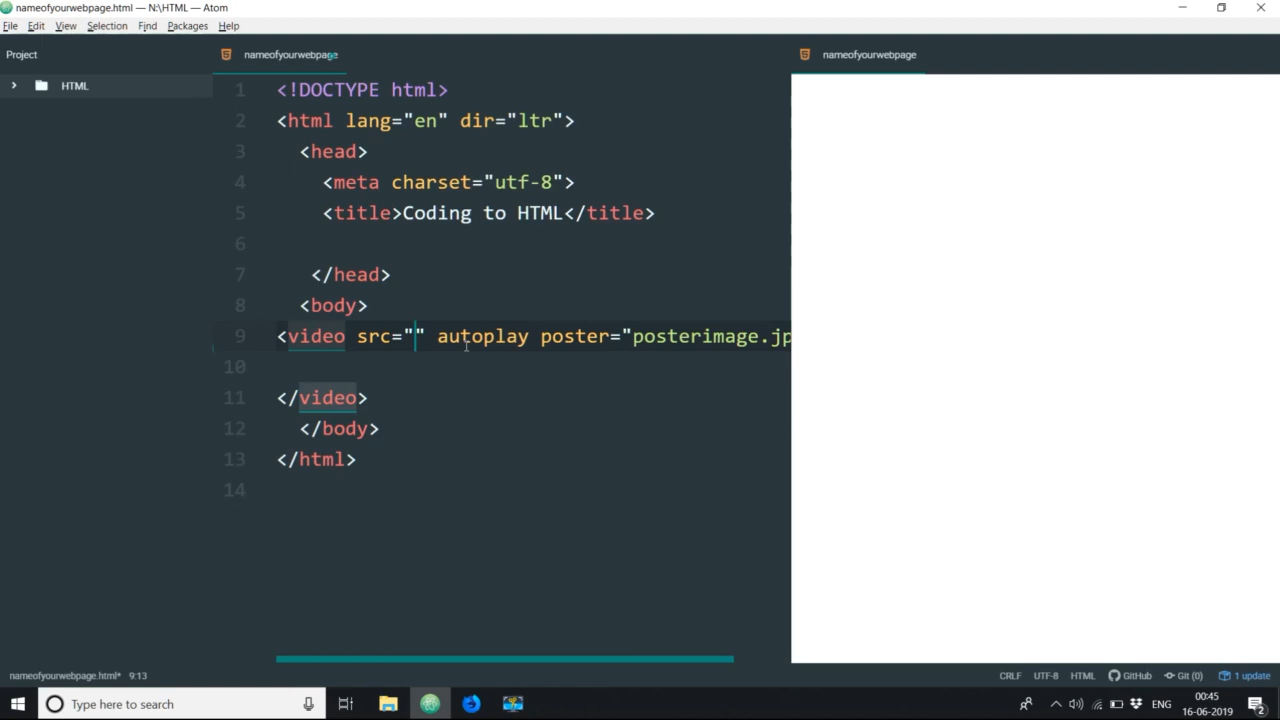 nameofyourwebpage.html — N:\HTML — Atom
File Edit View Selection Find Packages Help
Project
nameofyourwebpage
nameofyourwebpage
HTML
1 <!DOCTYPE html>
2 <html lang="en" dir="ltr">
3 <head>
4 <meta charset="utf-8">
5 <title>Coding to HTML</title>
6
7 </head>
8 <body>
9 <video src="" autoplay poster="posterimage.jp
10
11 </video>
12 </body>
13 </html>
14
nameofyourwebpage.html* 9:13
CRLF UTF-8 HTML GitHub Git (0) 1 update
Type here to search
ENG
00:45
16-06-2019
2